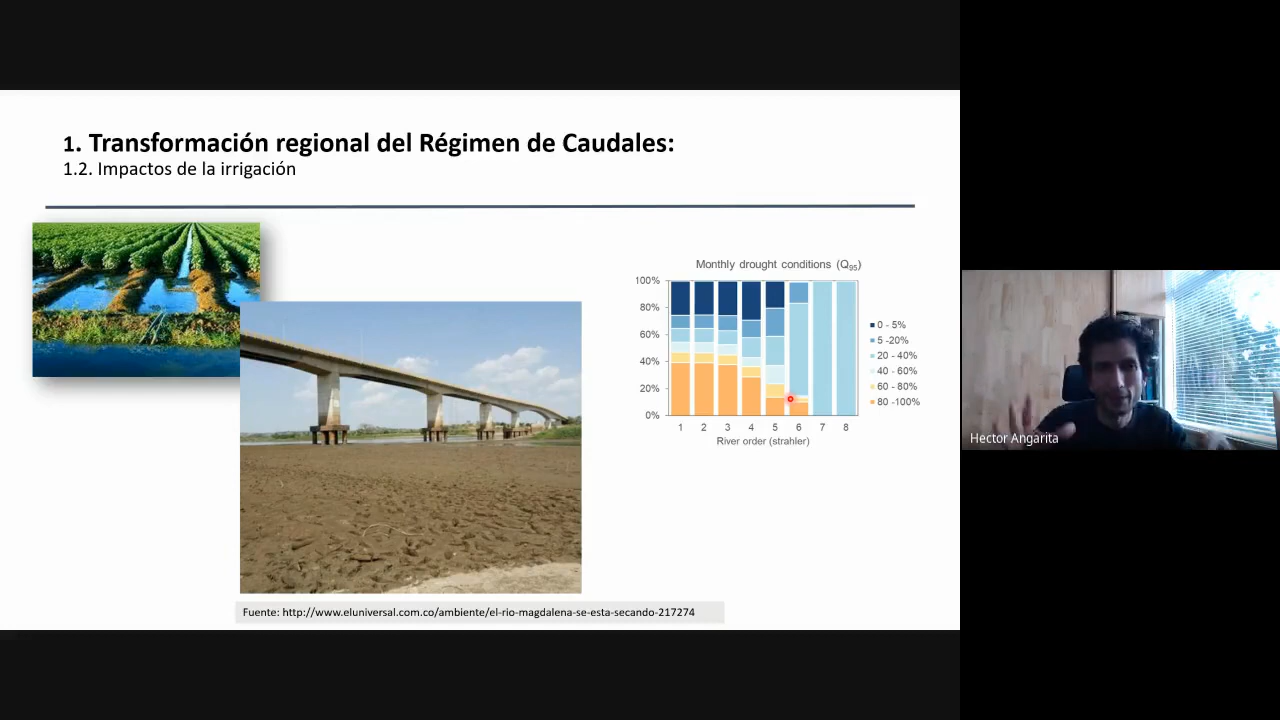 1. Transformación regional del Régimen de Caudales:
1.2. Impactos de la irrigación
Monthly drought conditions (Q95)
100%
80%
60%
40%
20%
0%
1 2 3 4 5 6 7 8
River order (strahler)
0 - 5%
5 -20%
20 - 40%
40 - 60%
60 - 80%
80 -100%
Hector Angarita
Fuente: http://www.eluniversal.com.co/ambiente/el-rio-magdalena-se-esta-secando-217274